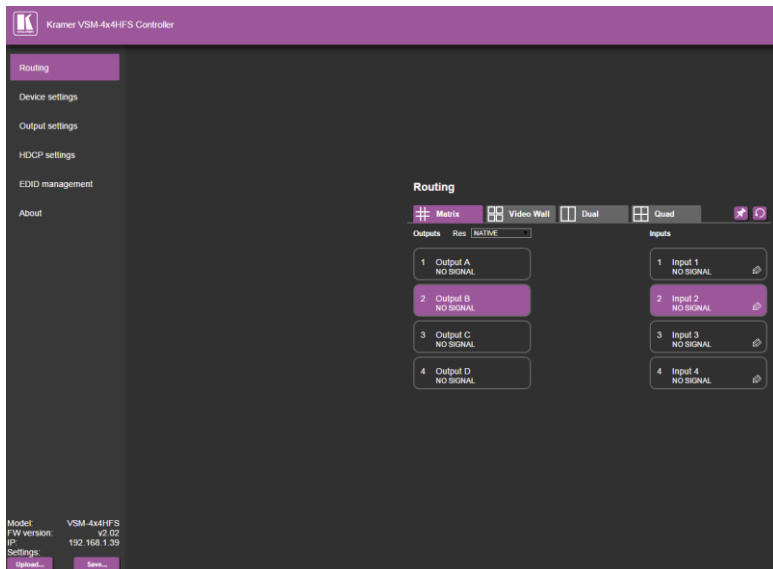 Kramer VSM-4x4HFS Controller
Routing
Device settings
Output settings
HDCP settings
EDID management
About
Routing
Matrix Video Wall Dual Quad
Outputs Res NATIVE Inputs
1 Output A
NO SIGNAL
1 Input 1
NO SIGNAL
2 Output B
NO SIGNAL
2 Input 2
NO SIGNAL
3 Output C
NO SIGNAL
3 Input 3
NO SIGNAL
4 Output D
NO SIGNAL
4 Input 4
NO SIGNAL
Model: VSM-4x4HFS
FW version: v2.02
IP: 192.168.1.39
Settings:
Upload... Save...